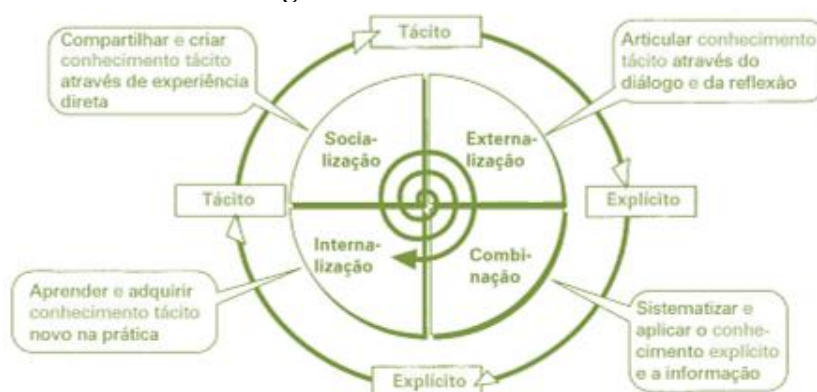 Tácito
Compartilhar e criar
conhecimento tácito
através de experiência
direta
Articular conhecimento
tácito através do
diálogo e da reflexão
Socia-
lização
Externa-
lização
Tácito
Explícito
Interna-
lização
Combi-
nação
Aprender e adquirir
conhecimento tácito
novo na prática
Sistematizar e
aplicar o conhe-
cimento explícito
e a informação
Explícito